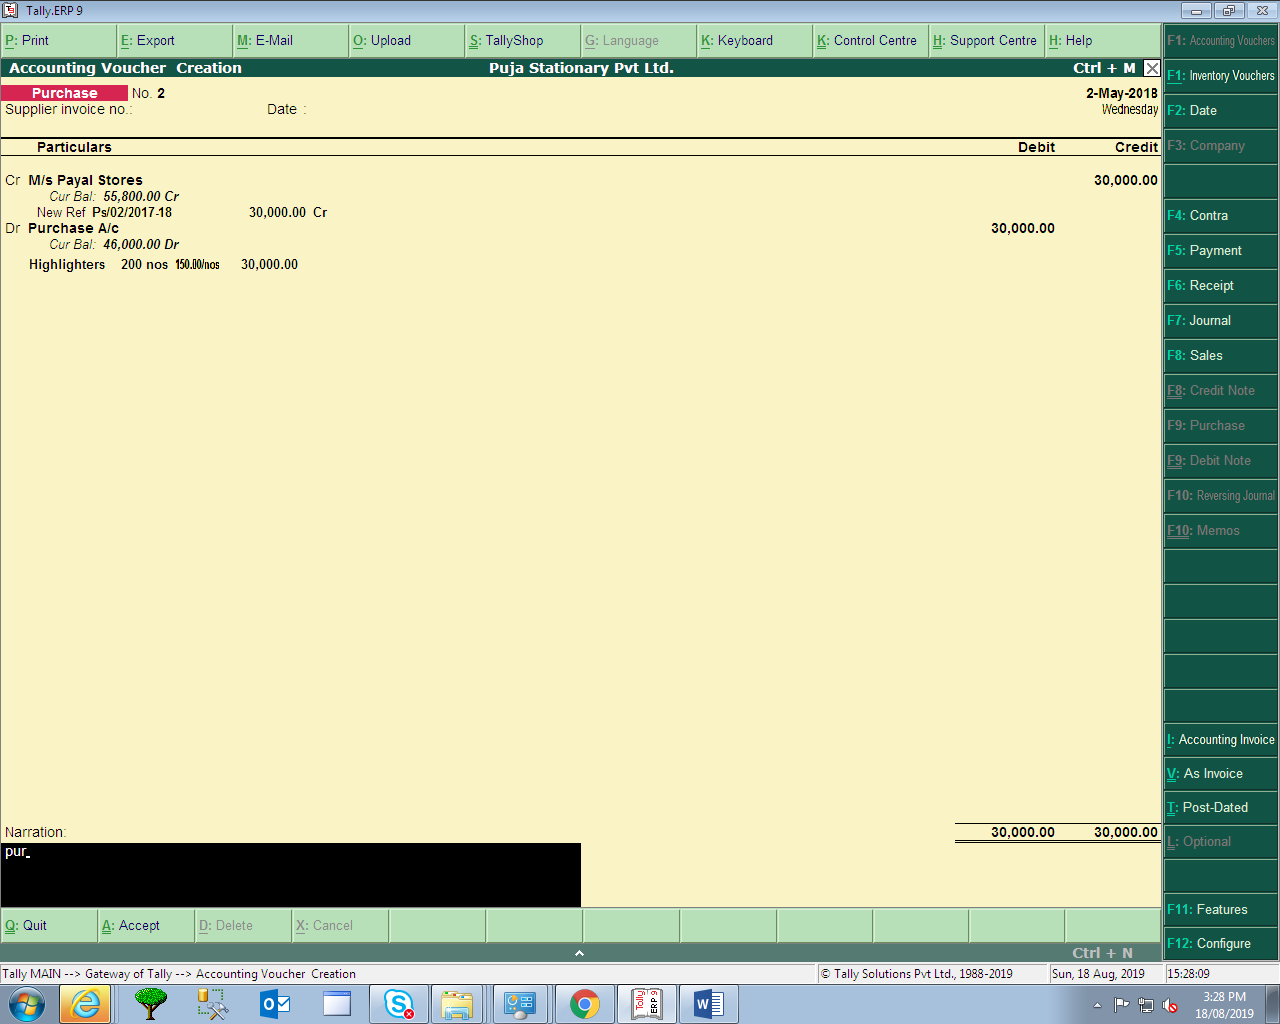 Tally.ERP 9
P: Print E: Export M: E-Mail O: Upload S: TallyShop G: Language K: Keyboard K: Control Centre H: Support Centre H: Help
Accounting Voucher Creation Puja Stationary Pvt Ltd. Ctrl + M
Purchase No. 2 2-May-2018
Supplier invoice no.: Date : Wednesday
Particulars Debit Credit
Cr M/s Payal Stores 30,000.00
Cur Bal: 55,800.00 Cr
New Ref Ps/02/2017-18 30,000.00 Cr
Dr Purchase A/c 30,000.00
Cur Bal: 46,000.00 Dr
Highlighters 200 nos 150.00/nos 30,000.00
Narration: 30,000.00 30,000.00
pur_
Q: Quit A: Accept D: Delete X: Cancel
Ctrl + N
F1: Accounting Vouchers
F1: Inventory Vouchers
F2: Date
F3: Company
F4: Contra
F5: Payment
F6: Receipt
F7: Journal
F8: Sales
F8: Credit Note
F9: Purchase
F9: Debit Note
F10: Reversing Journal
F10: Memos
I: Accounting Invoice
V: As Invoice
T: Post-Dated
L: Optional
F11: Features
F12: Configure
Tally MAIN --> Gateway of Tally --> Accounting Voucher Creation © Tally Solutions Pvt Ltd., 1988-2019 Sun, 18 Aug, 2019 15:28:09
3:28 PM
18/08/2019